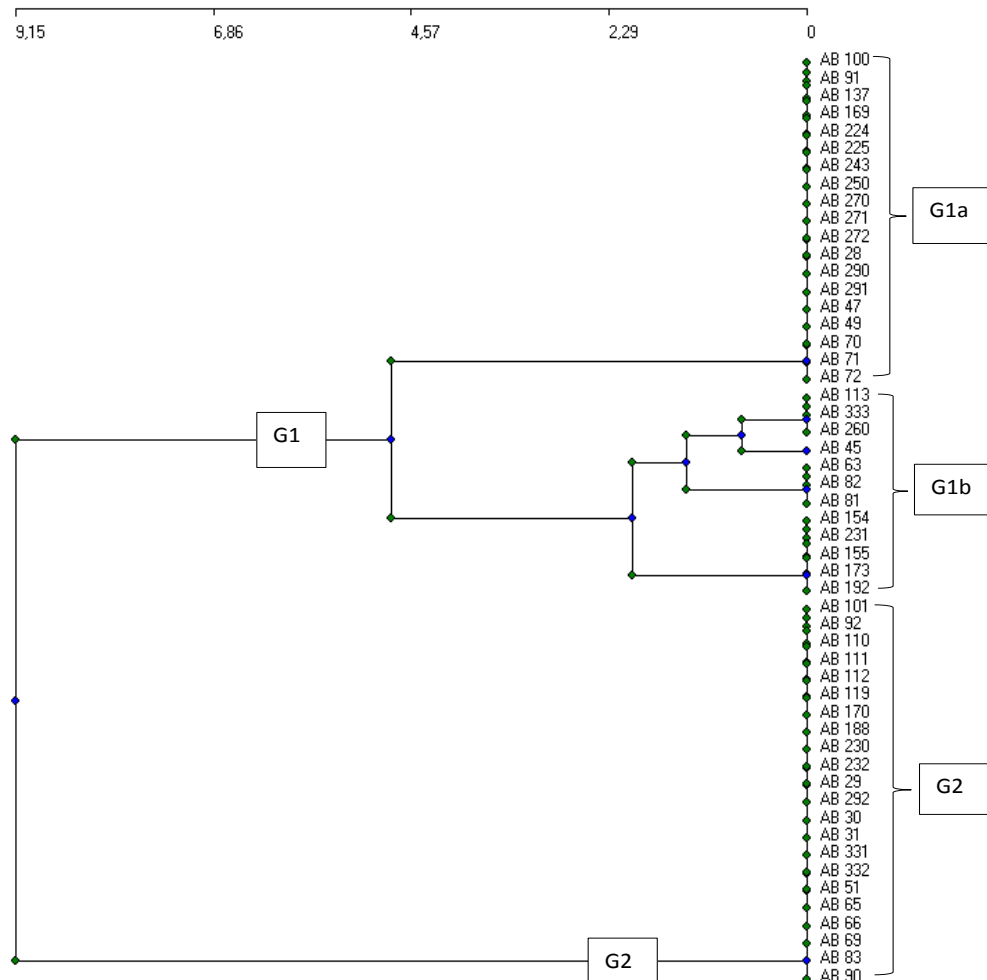 9,15 6,86 4,57 2,29 0
AB 100
AB 91
AB 137
AB 169
AB 224
AB 225
AB 243
AB 250
AB 270
G1a
AB 271
AB 272
AB 28
AB 290
AB 291
AB 47
AB 49
AB 70
AB 71
AB 72
AB 113
AB 333
AB 260
G1
AB 45
AB 63
AB 82
G1b
AB 81
AB 154
AB 231
AB 155
AB 173
AB 192
AB 101
AB 92
AB 110
AB 111
AB 112
AB 119
AB 170
AB 188
AB 230
AB 232
AB 29
G2
AB 292
AB 30
AB 31
AB 331
AB 332
AB 51
AB 65
AB 66
AB 69
AB 83
G2
AB 90